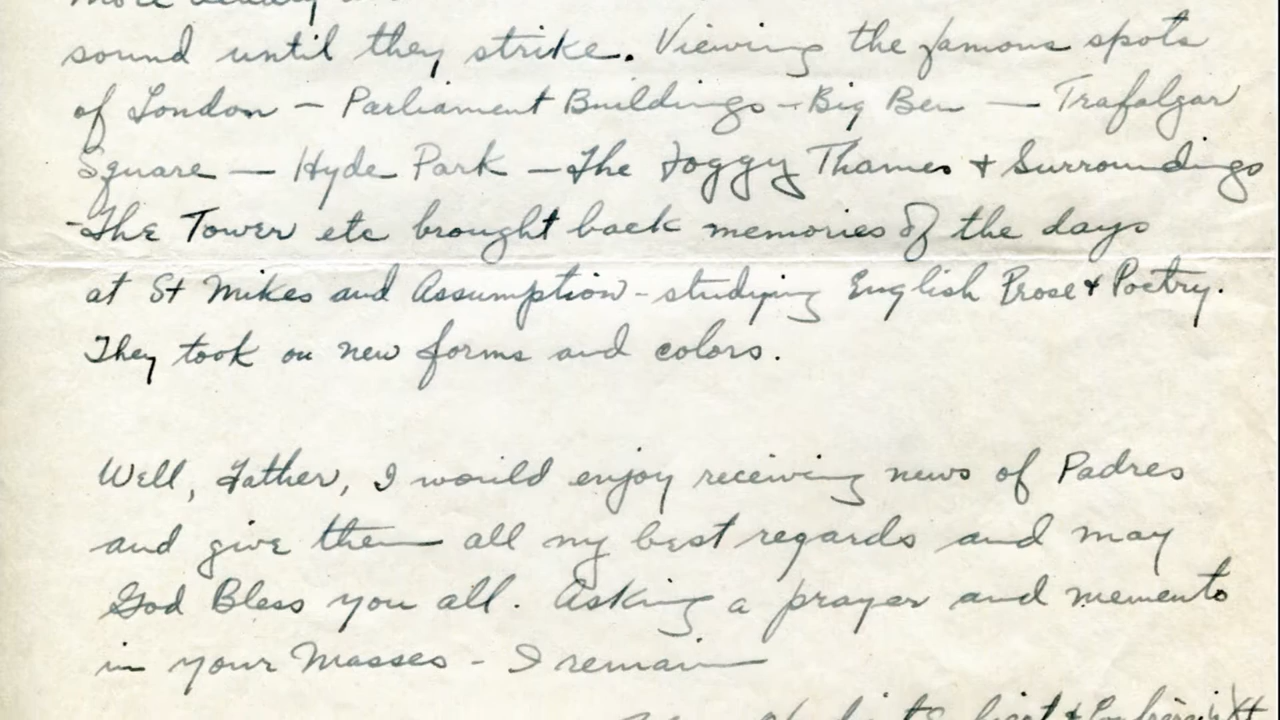 more
sound until they strike. Viewing the famous spots
of London — Parliament Buildings - Big Ben — Trafalgar
Square — Hyde Park — The Foggy Thames + Surroundings
- The Tower etc brought back memories of the days
at St Mikes and Assumption - studying English Prose + Poetry.
They took on new forms and colors.
Well, Father, I would enjoy receiving news of Padres
and give them all my best regards and may
God Bless you all. Asking a prayer and memento
in your Masses - I remain